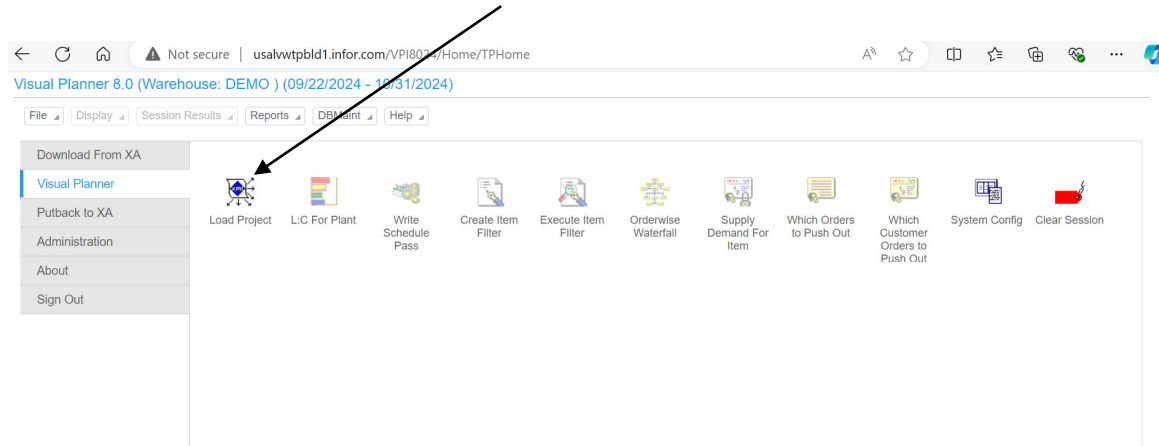 Not secure | usalvwtpbld1.infor.com/VPI8024/Home/TPHome
Visual Planner 8.0 (Warehouse: DEMO ) (09/22/2024 - 10/31/2024)
File Display Session Results Reports DBMaint Help
Download From XA
Visual Planner
Putback to XA
Administration
About
Sign Out
Load Project
L:C For Plant
Write
Schedule
Pass
Create Item
Filter
Execute Item
Filter
Orderwise
Waterfall
Supply
Demand For
Item
Which Orders
to Push Out
Which
Customer
Orders to
Push Out
System Config
Clear Session